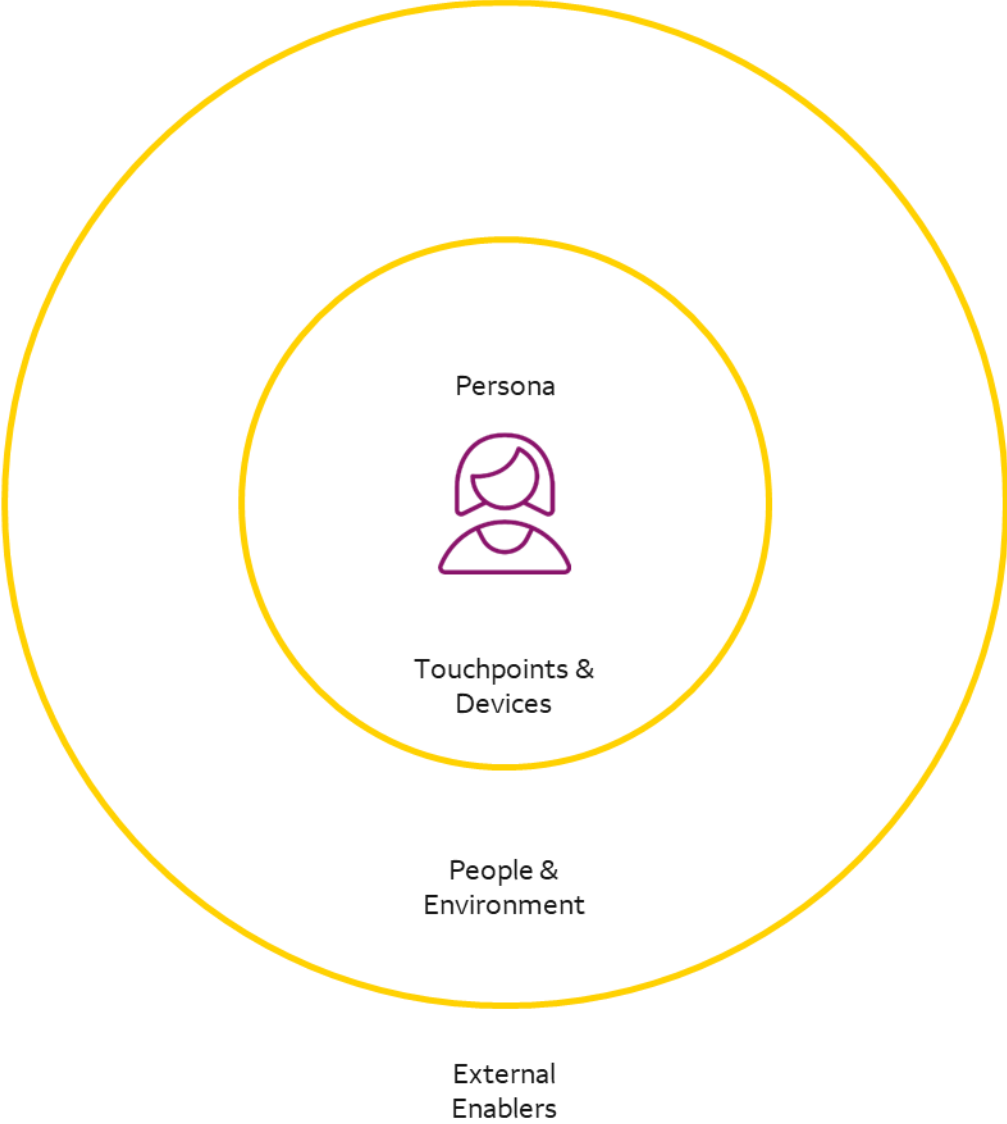 Persona
Touchpoints &
Devices
People &
Environment
External
Enablers